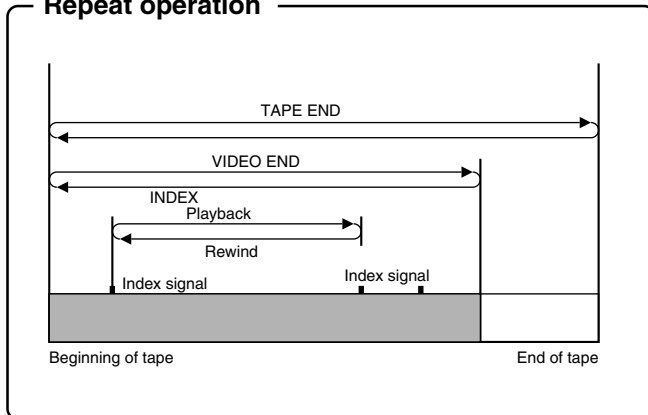 Repeat operation
TAPE END
VIDEO END
INDEX
Playback
Rewind
Index signal
Index signal
Beginning of tape
End of tape